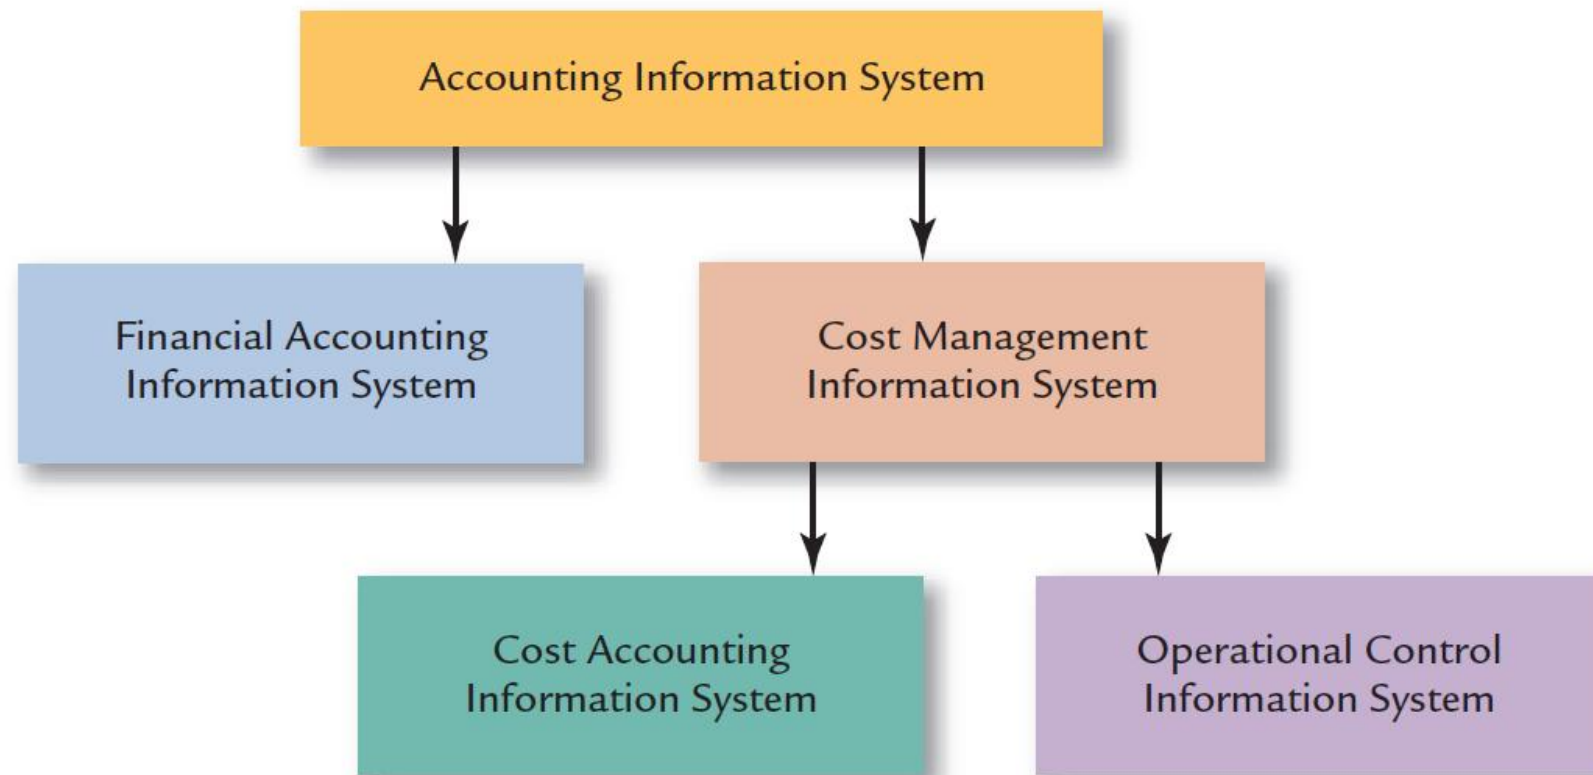 Accounting Information System
Financial Accounting
Information System
Cost Management
Information System
Cost Accounting
Information System
Operational Control
Information System